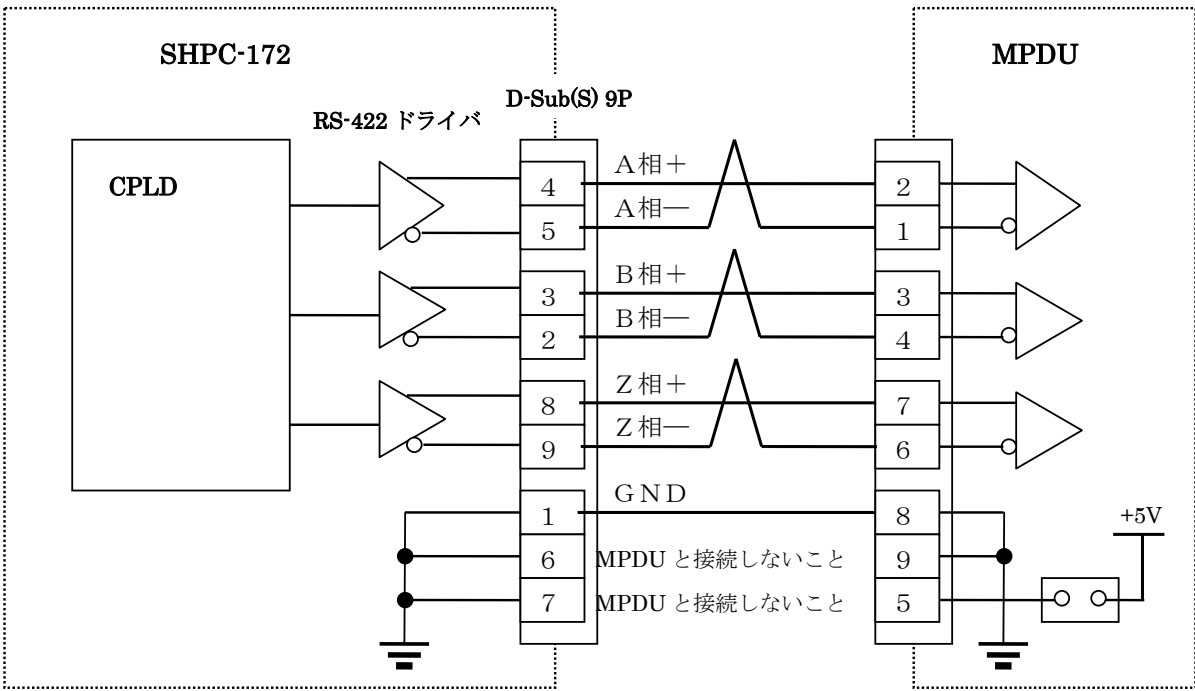 SHPC-172
MPDU
D-Sub(S) 9P
RS-422 ドライバ
CPLD
A相+
4
2
A相―
5
1
B相+
3
3
B相―
2
4
Z相+
8
7
Z相―
9
6
GND
1
8
+5V
6
MPDU と接続しないこと
9
7
MPDU と接続しないこと
5